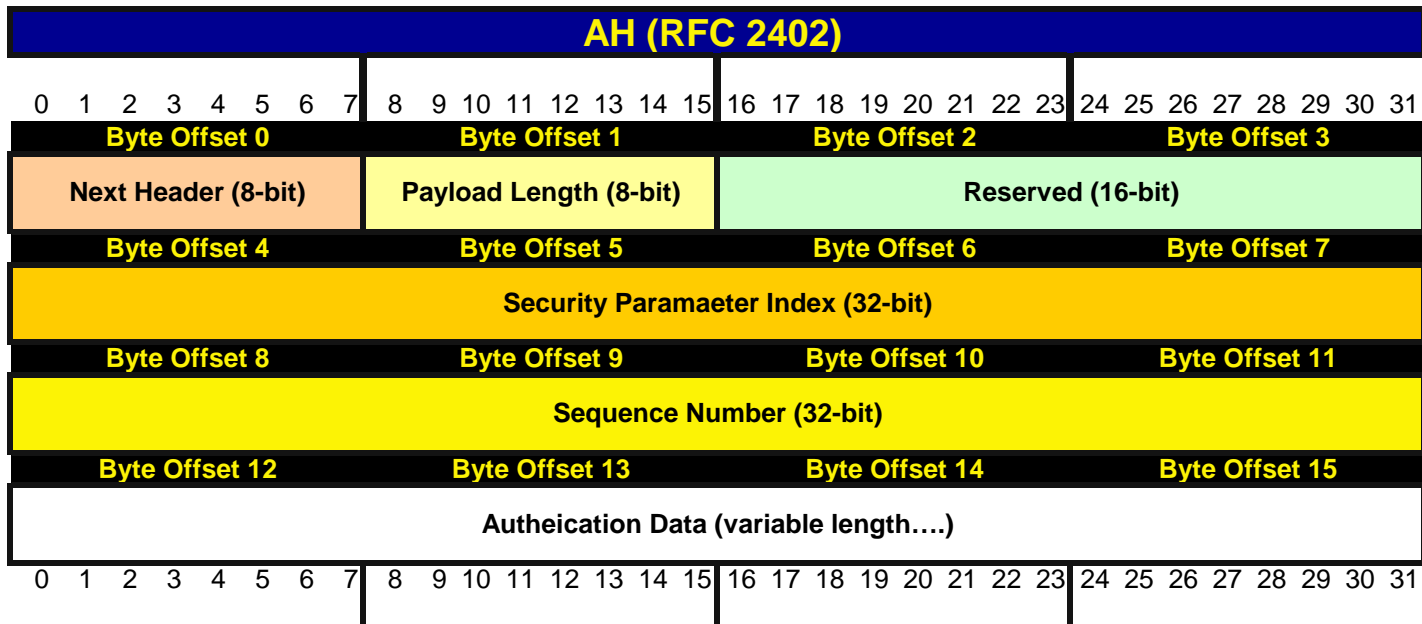 AH (RFC 2402)
0 1 2 3 4 5 6 7 8 9 10 11 12 13 14 15 16 17 18 19 20 21 22 23 24 25 26 27 28 29 30 31
Byte Offset 0 Byte Offset 1 Byte Offset 2 Byte Offset 3
Next Header (8-bit) Payload Length (8-bit) Reserved (16-bit)
Byte Offset 4 Byte Offset 5 Byte Offset 6 Byte Offset 7
Security Paramaeter Index (32-bit)
Byte Offset 8 Byte Offset 9 Byte Offset 10 Byte Offset 11
Sequence Number (32-bit)
Byte Offset 12 Byte Offset 13 Byte Offset 14 Byte Offset 15
Autheication Data (variable length....)
0 1 2 3 4 5 6 7 8 9 10 11 12 13 14 15 16 17 18 19 20 21 22 23 24 25 26 27 28 29 30 31